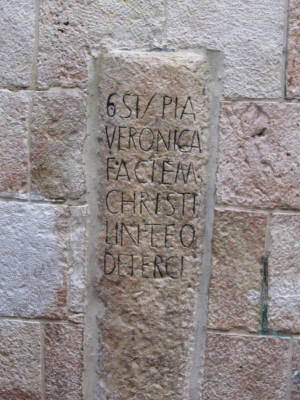 6 ST/ PIA
VERONICA
FACIEM
CHRISTI
LINTEO
DETERCI